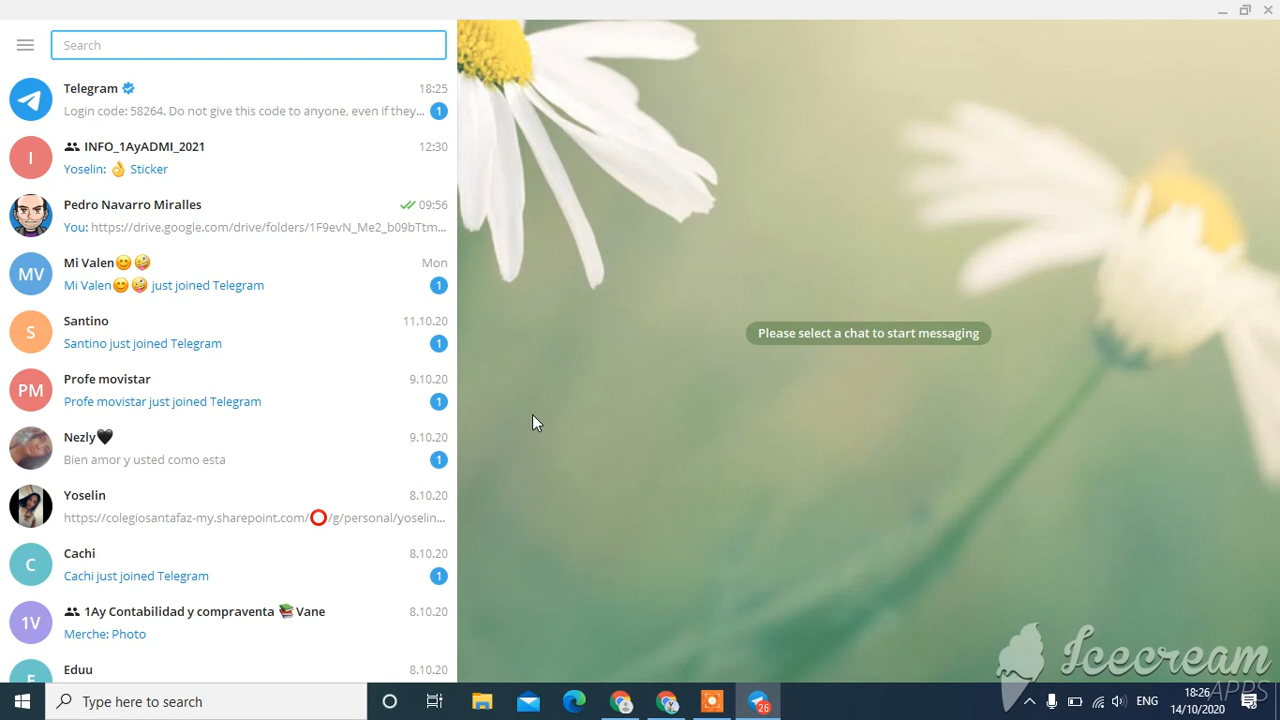 Search
Telegram 18:25
Login code: 58264. Do not give this code to anyone, even if they... 1
I INFO_1AyADMI_2021 12:30
Yoselin: 👌 Sticker
Pedro Navarro Miralles 09:56
You: https://drive.google.com/drive/folders/1F9evN_Me2_b09bTtm...
MV Mi Valen😊🤪 Mon
Mi Valen😊🤪 just joined Telegram 1
S Santino 11.10.20
Santino just joined Telegram 1
PM Profe movistar 9.10.20
Profe movistar just joined Telegram 1
Nezly🖤 9.10.20
Bien amor y usted como esta 1
Yoselin 8.10.20
https://colegiosantafaz-my.sharepoint.com/⭕/g/personal/yoselin...
C Cachi 8.10.20
Cachi just joined Telegram 1
1V 1Ay Contabilidad y compraventa 📚Vane 8.10.20
Merche: Photo
E Eduu 8.10.20
Please select a chat to start messaging
Icecream
APPS
Type here to search
26
ENG
18:26
14/10/2020